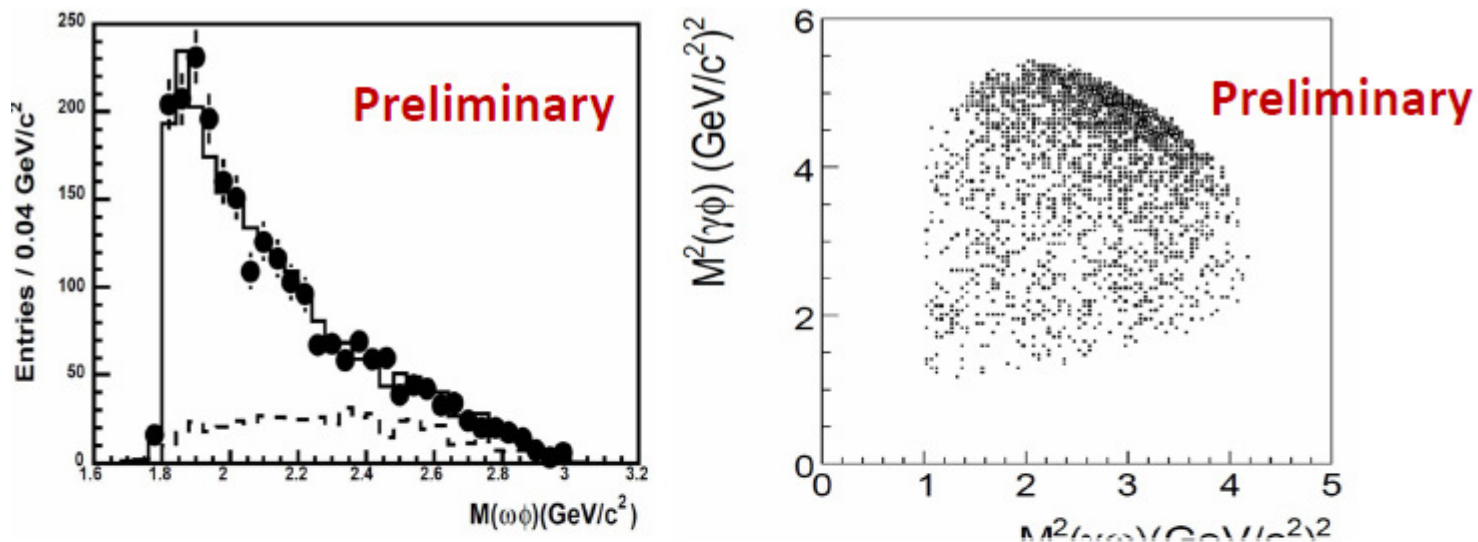 250
200
150
100
50
0
Entries / 0.04 GeV/c²
Preliminary
1.6 1.8 2 2.2 2.4 2.6 2.8 3 3.2
M(ωϕ)(GeV/c²)
6
4
2
0
M²(γϕ) (GeV/c²)²
Preliminary
0 1 2 3 4 5